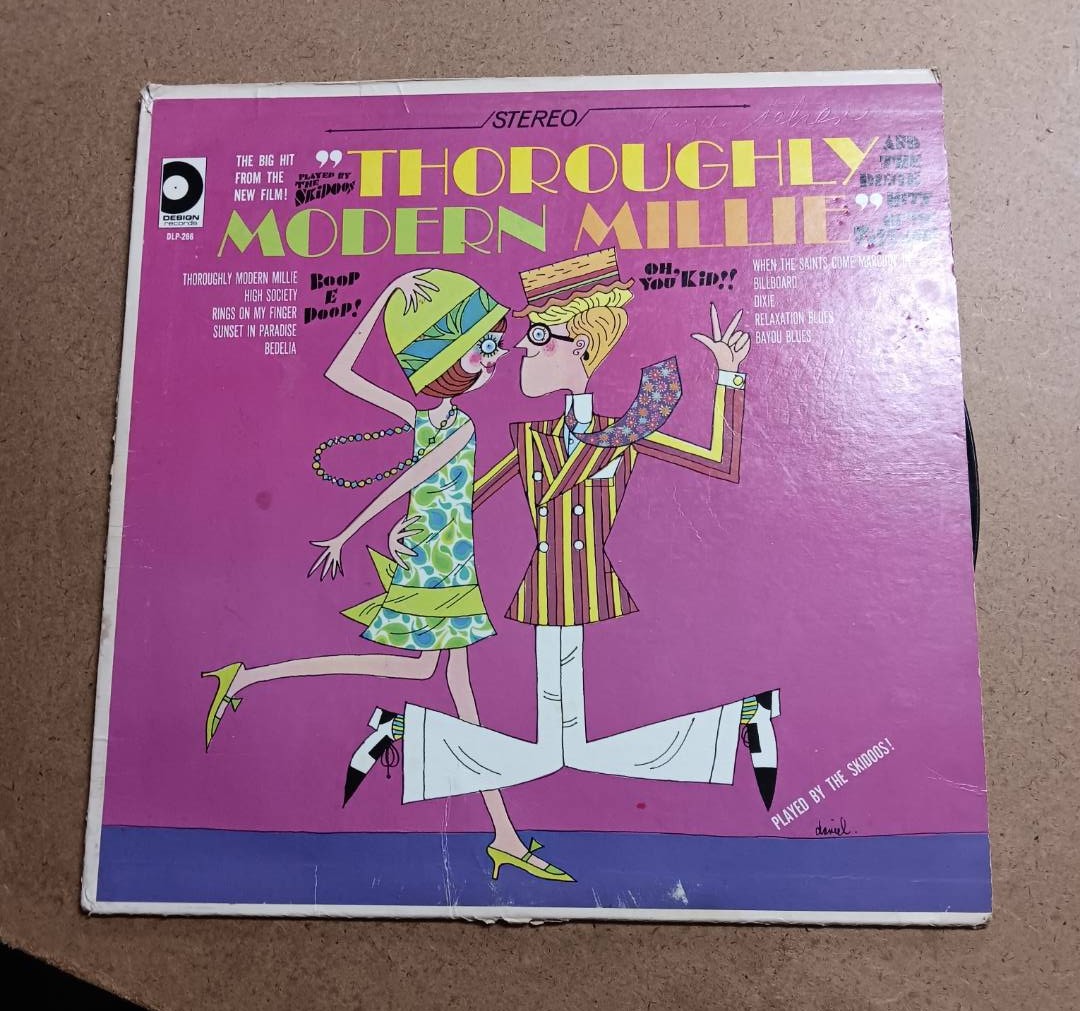 STEREO
THE BIG HIT
FROM THE
NEW FILM!
PLAYED BY
THE
SKIDOOS
"THOROUGHLY
MODERN MILLIE"
AND
THE
HITS
DESIGN
records
DLP-266
THOROUGHLY MODERN MILLIE
HIGH SOCIETY
RINGS ON MY FINGER
SUNSET IN PARADISE
BEDELIA
BOOP
E
DOOP!
OH,
YOU KID!!
WHEN THE SAINTS COME MARCHIN' IN
BILLBOARD
DIXIE
RELAXATION BLUES
BAYOU BLUES
PLAYED BY THE SKIDOOS!
daniel.